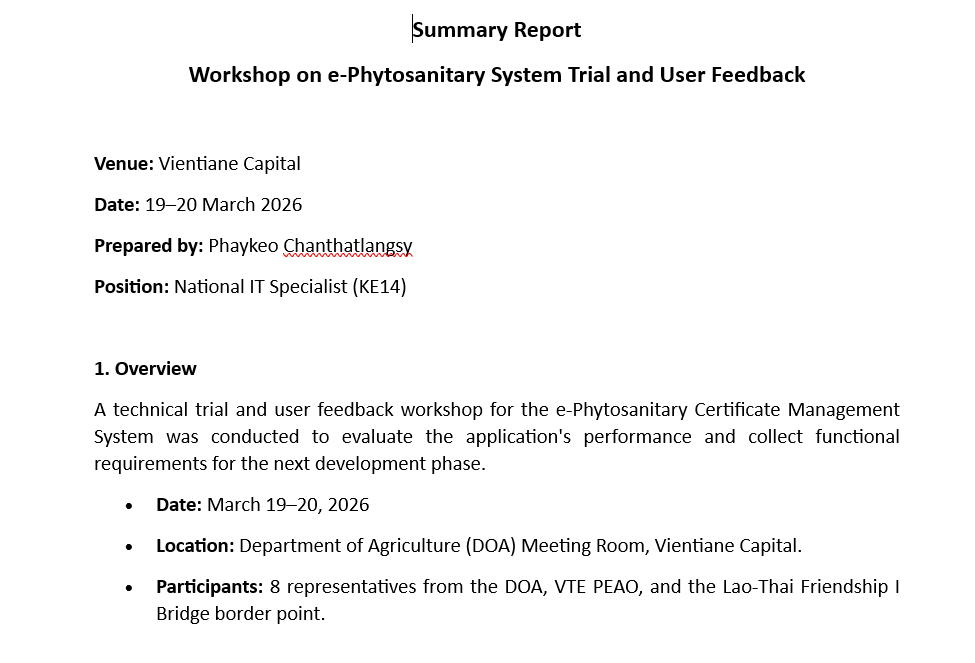 Summary Report
Workshop on e-Phytosanitary System Trial and User Feedback
Venue: Vientiane Capital
Date: 19–20 March 2026
Prepared by: Phaykeo Chanthatlangsy
Position: National IT Specialist (KE14)
1. Overview
A technical trial and user feedback workshop for the e-Phytosanitary Certificate Management
System was conducted to evaluate the application's performance and collect functional
requirements for the next development phase.
• Date: March 19–20, 2026
• Location: Department of Agriculture (DOA) Meeting Room, Vientiane Capital.
• Participants: 8 representatives from the DOA, VTE PEAO, and the Lao-Thai Friendship I
Bridge border point.